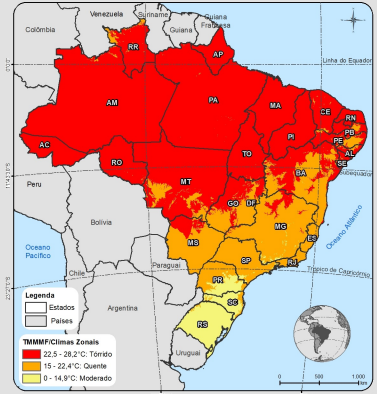 Venezuela
Suriname
Guiana
Francesa
Colômbia
Guiana
RR
AP
0°0'0"
Linha do Equador
AM
PA
MA
CE
RN
PB
PE
AL
SE
PI
AC
RO
TO
MT
BA
Peru
GO
DF
Bolívia
MG
MS
ES
Oceano Atlântico
Oceano
Pacífico
SP
RJ
Paraguai
Trópico de Capricórnio
Chile
PR
SC
Argentina
RS
Uruguai
Legenda
Estados
Países
TMMMF/Climas Zonais
22,5 - 28,2°C: Tórrido
15 - 22,4°C: Quente
0 - 14,9°C: Moderado
0
500
1.000
km